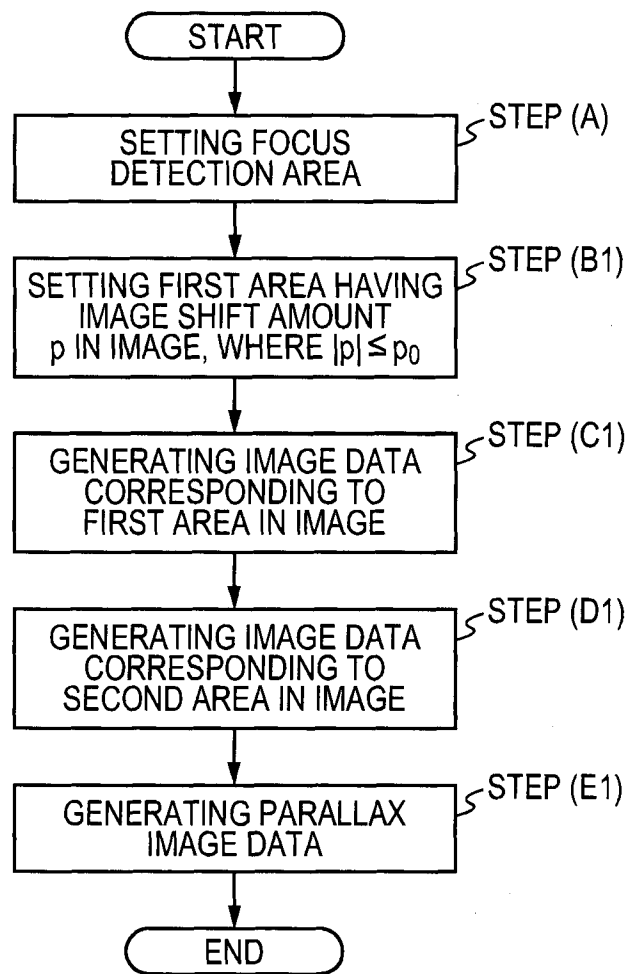 START
STEP (A)
SETTING FOCUS
DETECTION AREA
STEP (B1)
SETTING FIRST AREA HAVING
IMAGE SHIFT AMOUNT
p IN IMAGE, WHERE |p| ≤ p₀
STEP (C1)
GENERATING IMAGE DATA
CORRESPONDING TO
FIRST AREA IN IMAGE
STEP (D1)
GENERATING IMAGE DATA
CORRESPONDING TO
SECOND AREA IN IMAGE
STEP (E1)
GENERATING PARALLAX
IMAGE DATA
END